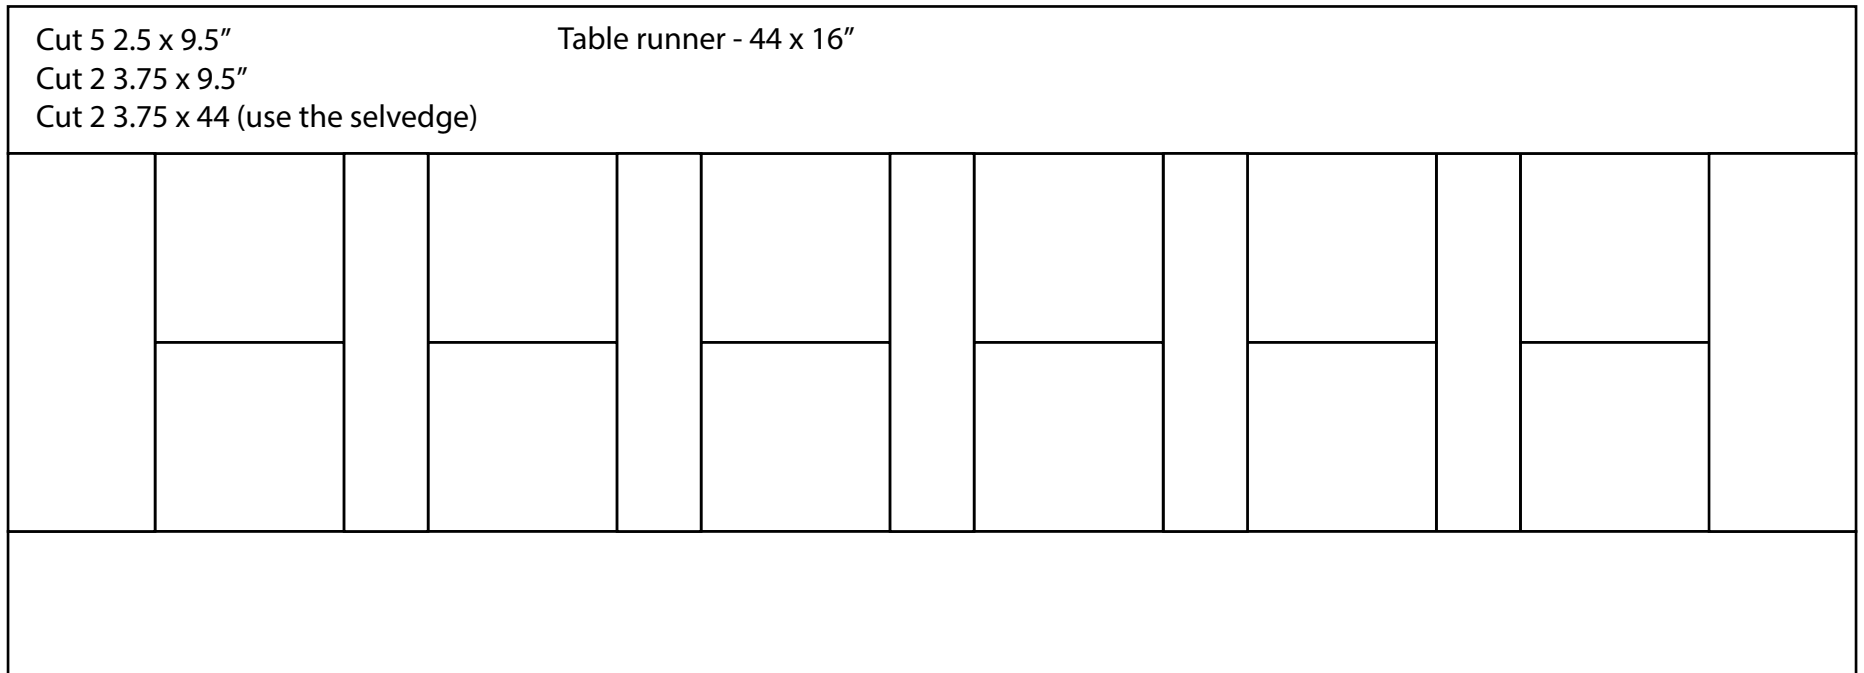 Cut 5 2.5 x 9.5”
Cut 2 3.75 x 9.5”
Cut 2 3.75 x 44 (use the selvedge)
Table runner - 44 x 16”